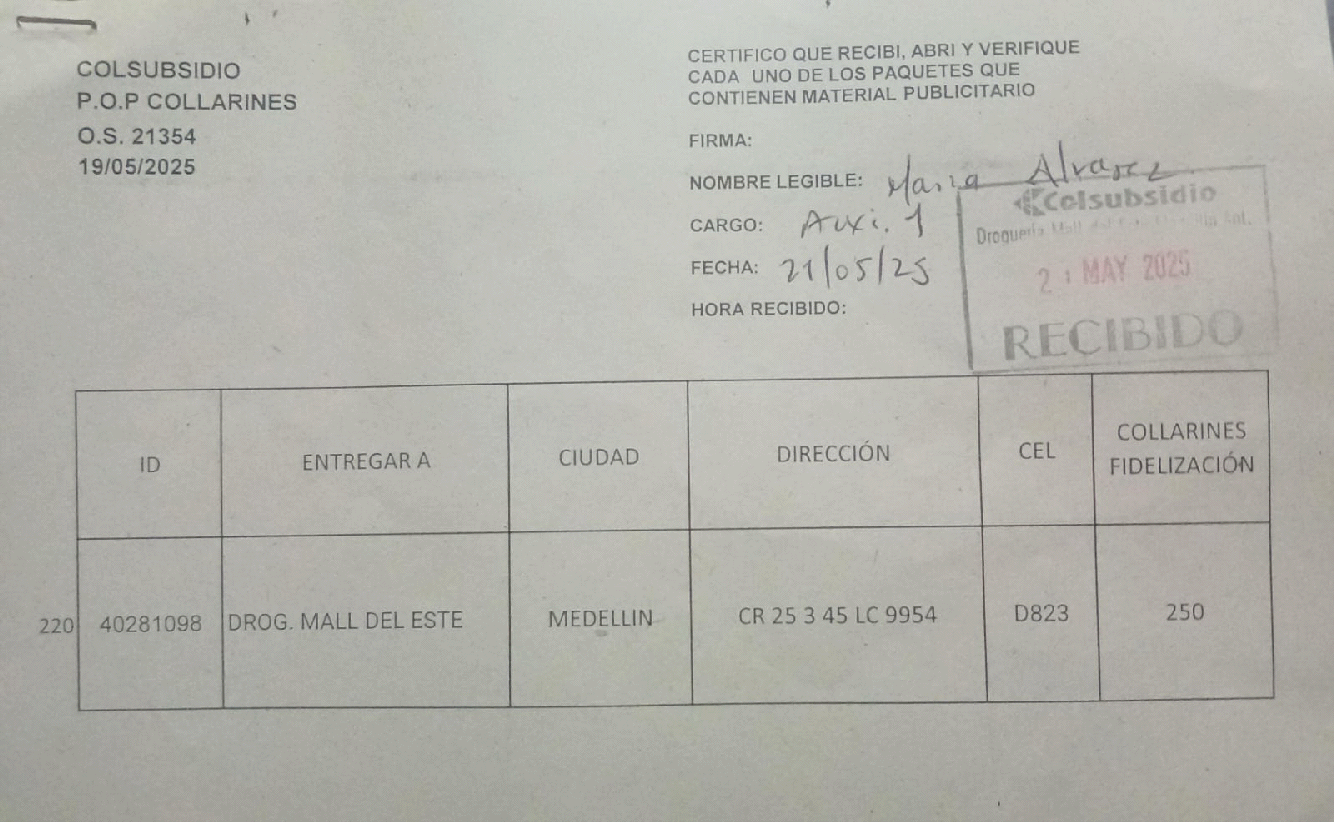 COLSUBSIDIO
P.O.P COLLARINES
O.S. 21354
19/05/2025
CERTIFICO QUE RECIBI, ABRI Y VERIFIQUE
CADA UNO DE LOS PAQUETES QUE
CONTIENEN MATERIAL PUBLICITARIO
FIRMA:
NOMBRE LEGIBLE: Maria Alvarez
CARGO: Auxi. 1
FECHA: 21/05/25
HORA RECIBIDO:
Colsubsidio
Droguería Mall del
MAY 2025
RECIBIDO
ID ENTREGAR A CIUDAD DIRECCIÓN CEL COLLARINES FIDELIZACIÓN
220 40281098 DROG. MALL DEL ESTE MEDELLIN CR 25 3 45 LC 9954 D823 250